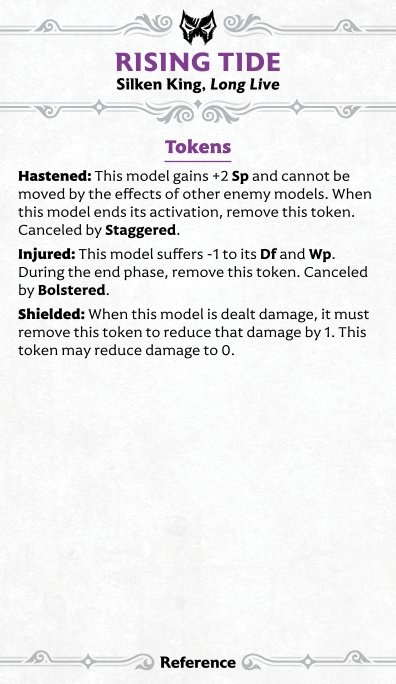 RISING TIDE
Silken King, Long Live
Tokens
Hastened: This model gains +2 Sp and cannot be
moved by the effects of other enemy models. When
this model ends its activation, remove this token.
Canceled by Staggered.
Injured: This model suffers -1 to its Df and Wp.
During the end phase, remove this token. Canceled
by Bolstered.
Shielded: When this model is dealt damage, it must
remove this token to reduce that damage by 1. This
token may reduce damage to 0.
Reference